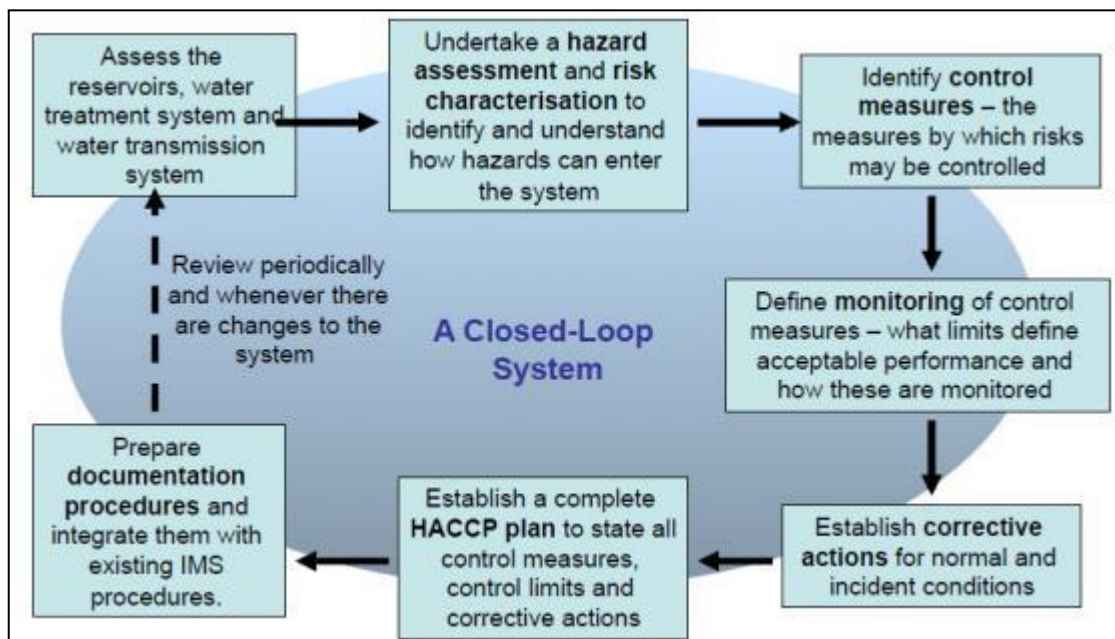 Assess the
reservoirs, water
treatment system and
water transmission
system
Undertake a hazard
assessment and risk
characterisation to
identify and understand
how hazards can enter
the system
Identify control
measures – the
measures by which risks
may be controlled
Define monitoring of control
measures – what limits define
acceptable performance and
how these are monitored
Establish corrective
actions for normal and
incident conditions
Establish a complete
HACCP plan to state all
control measures,
control limits and
corrective actions
Prepare
documentation
procedures and
integrate them with
existing IMS
procedures.
Review periodically
and whenever there
are changes to the
system
A Closed-Loop
System